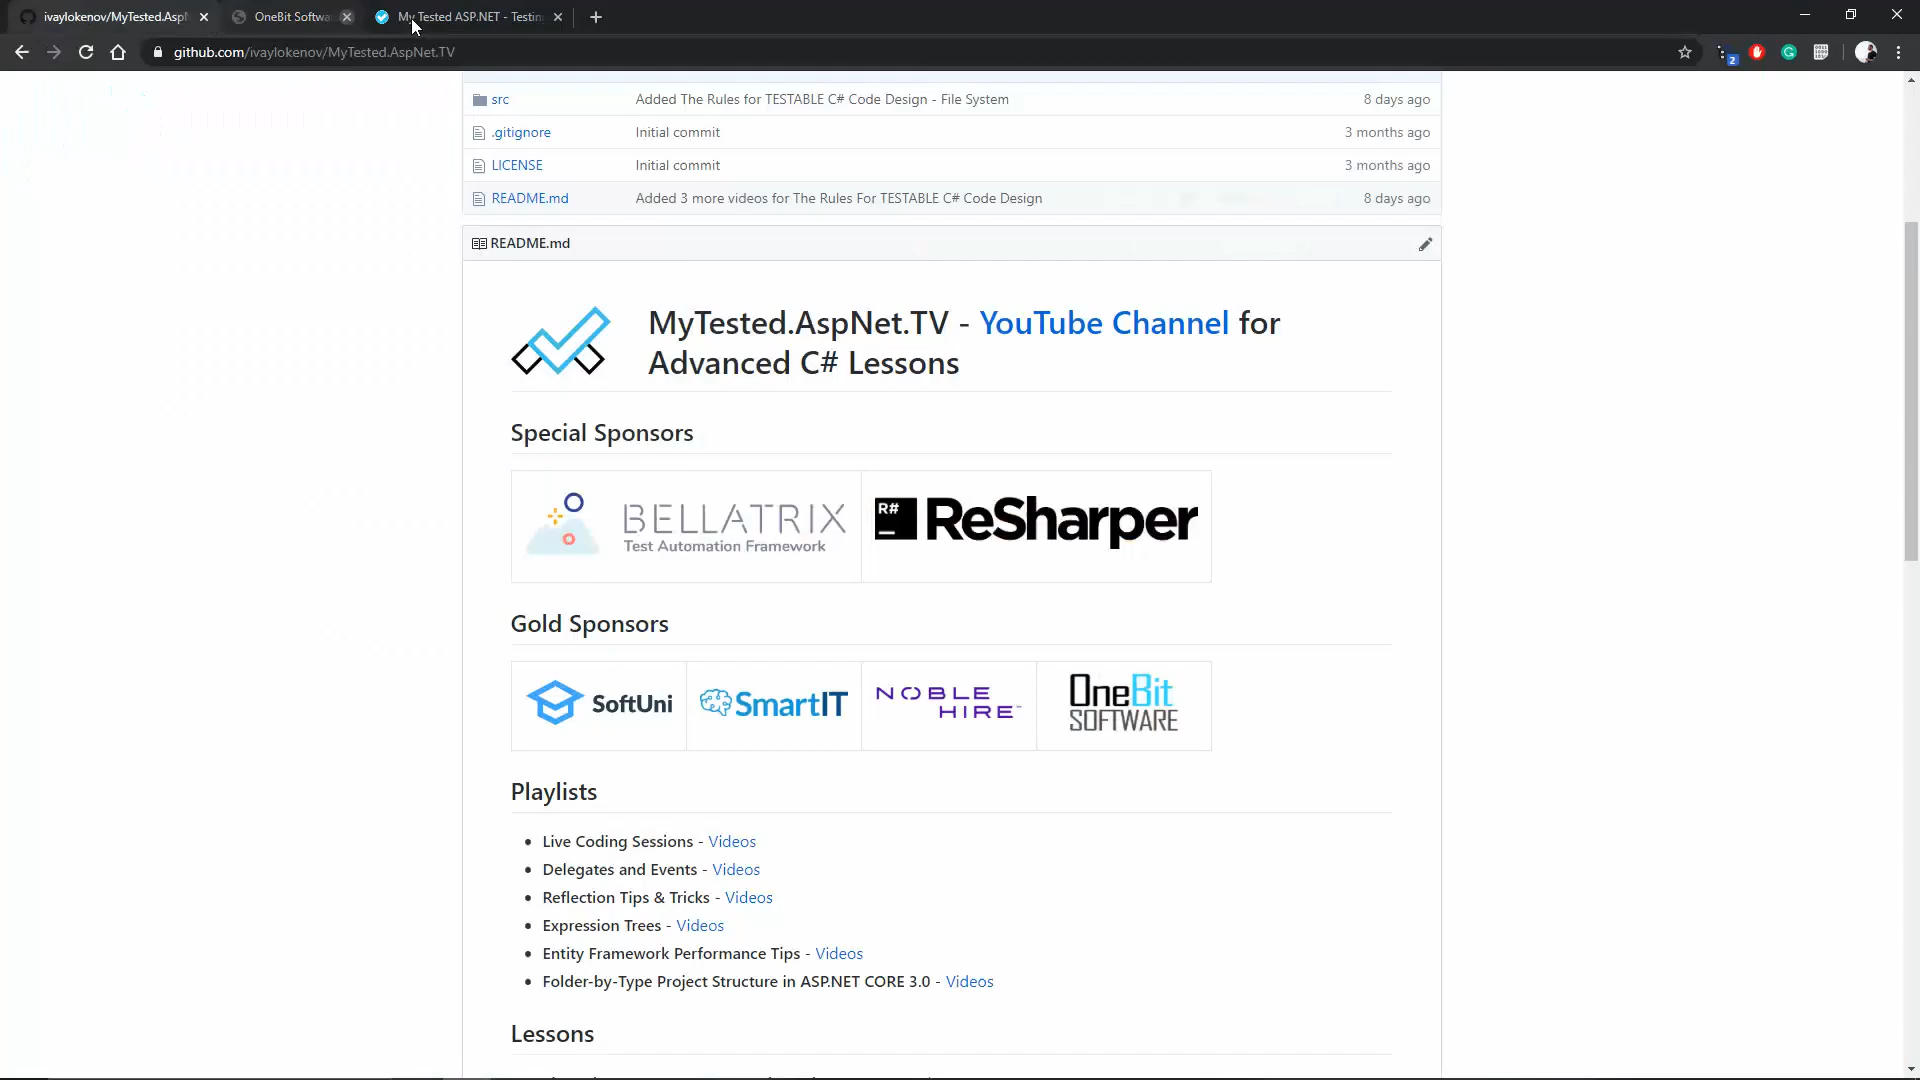 ivaylokenov/MyTested.AspN
OneBit Softwa
My Tested ASP.NET - Testin
github.com/ivaylokenov/MyTested.AspNet.TV
2
src Added The Rules for TESTABLE C# Code Design - File System 8 days ago
.gitignore Initial commit 3 months ago
LICENSE Initial commit 3 months ago
README.md Added 3 more videos for The Rules For TESTABLE C# Code Design 8 days ago
README.md
MyTested.AspNet.TV - YouTube Channel for
Advanced C# Lessons
Special Sponsors
BELLATRIX
Test Automation Framework
R#
ReSharper
Gold Sponsors
SoftUni
SmartIT
NOBLE
HIRE™
OneBit
SOFTWARE
Playlists
Live Coding Sessions - Videos
Delegates and Events - Videos
Reflection Tips & Tricks - Videos
Expression Trees - Videos
Entity Framework Performance Tips - Videos
Folder-by-Type Project Structure in ASP.NET CORE 3.0 - Videos
Lessons